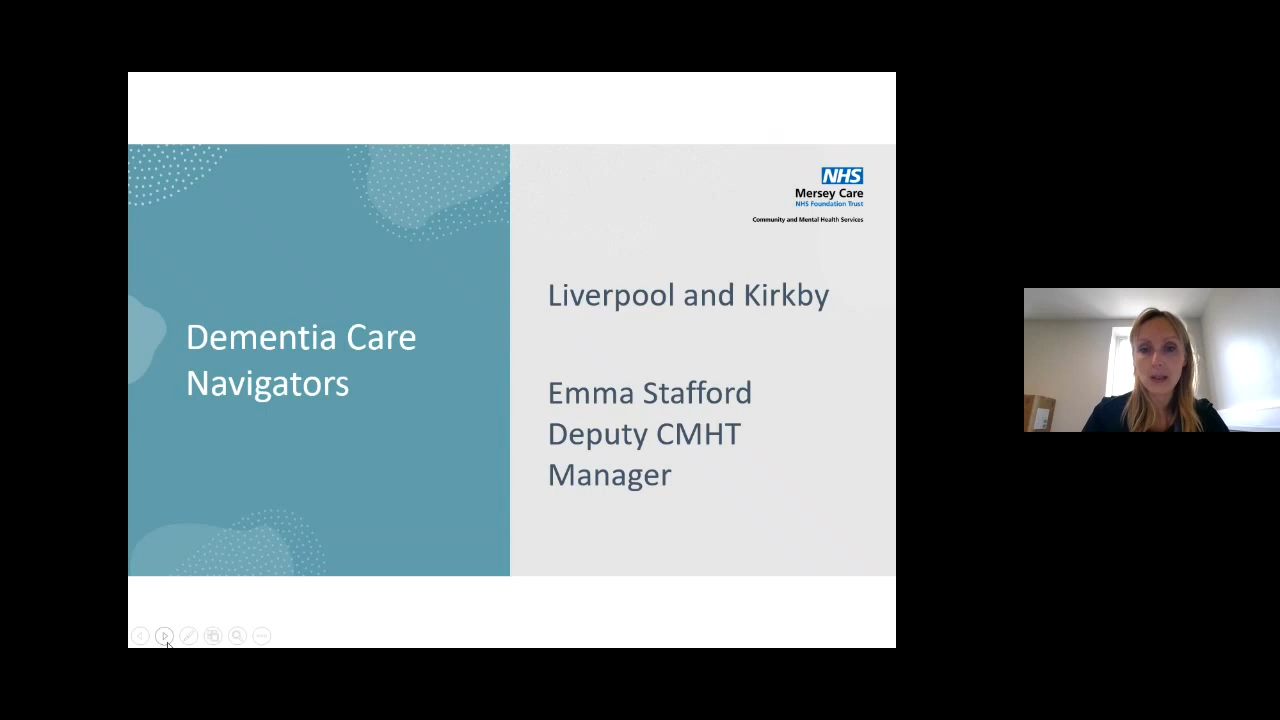 Dementia Care
Navigators
NHS
Mersey Care
NHS Foundation Trust
Community and Mental Health Services
Liverpool and Kirkby
Emma Stafford
Deputy CMHT
Manager